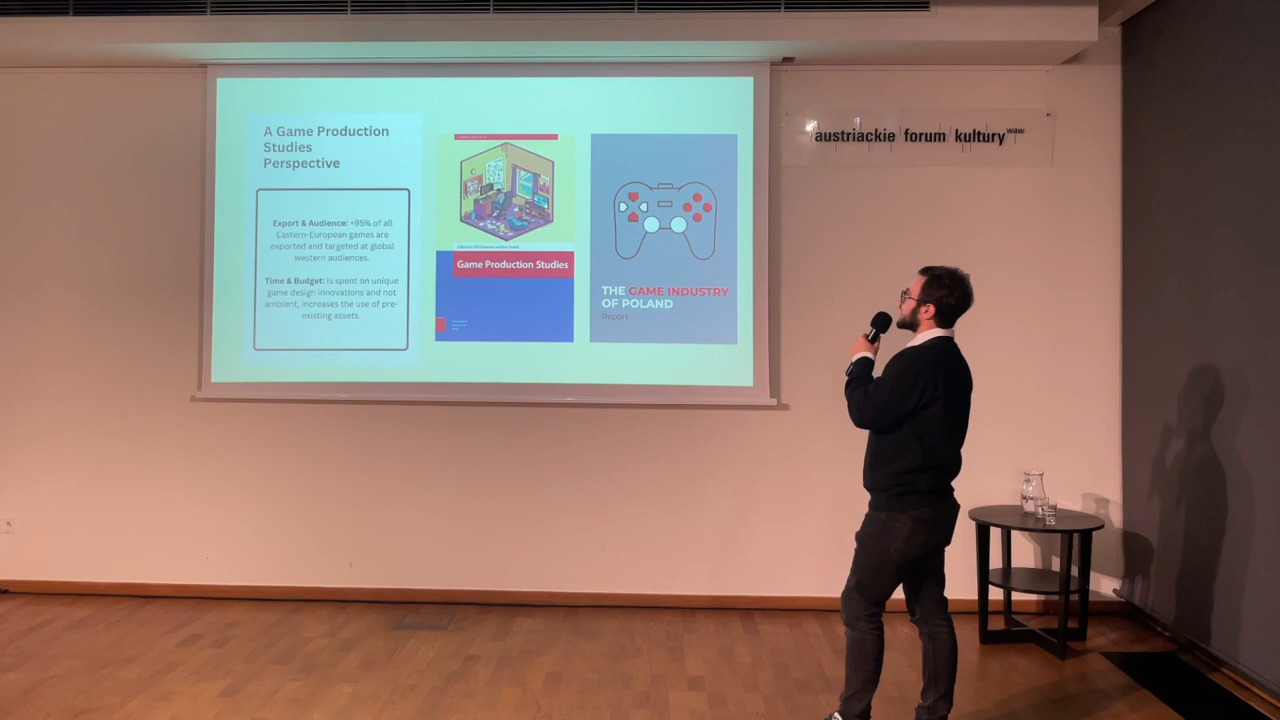 A Game Production
Studies
Perspective
Export & Audience: +95% of all
Eastern-European games are
exported and targeted at global
western audiences.
Time & Budget: Is spent on unique
game design innovations and not
ambient, increases the use of pre-
existing assets.
Game Production Studies
THE GAME INDUSTRY
OF POLAND
Report
austriackie forum kultury waw